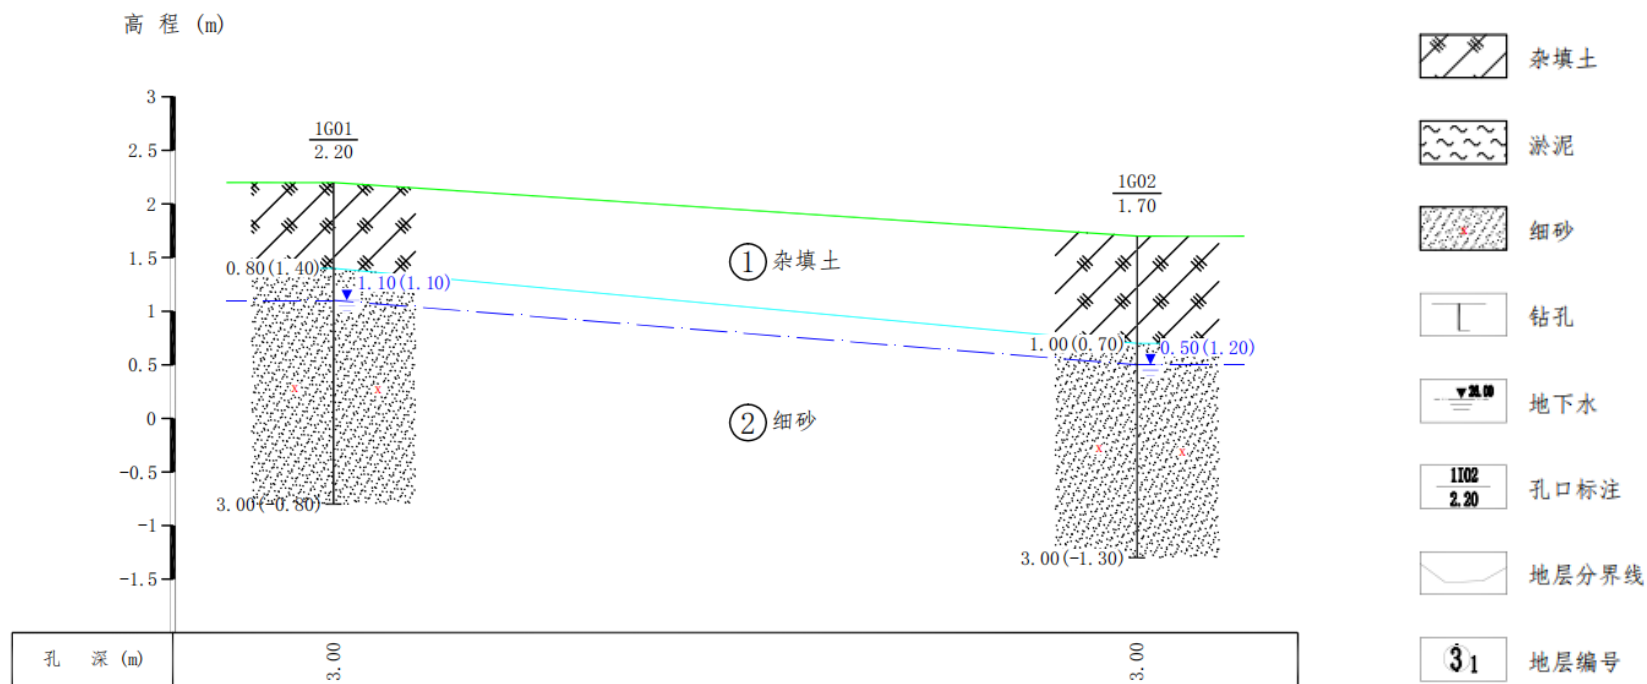 高 程 (m)
3
2.5
2
1.5
1
0.5
0
-0.5
-1
-1.5
1G01
2.20
0.80(1.40)
1.10(1.10)
3.00(-0.80)
① 杂填土
② 细砂
1G02
1.70
1.00(0.70)
0.50(1.20)
3.00(-1.30)
x
x
x
x
孔 深 (m)
3.00
3.00
杂填土
淤泥
x
细砂
钻孔
地下水
1I02
2.20
孔口标注
地层分界线
3 1
地层编号